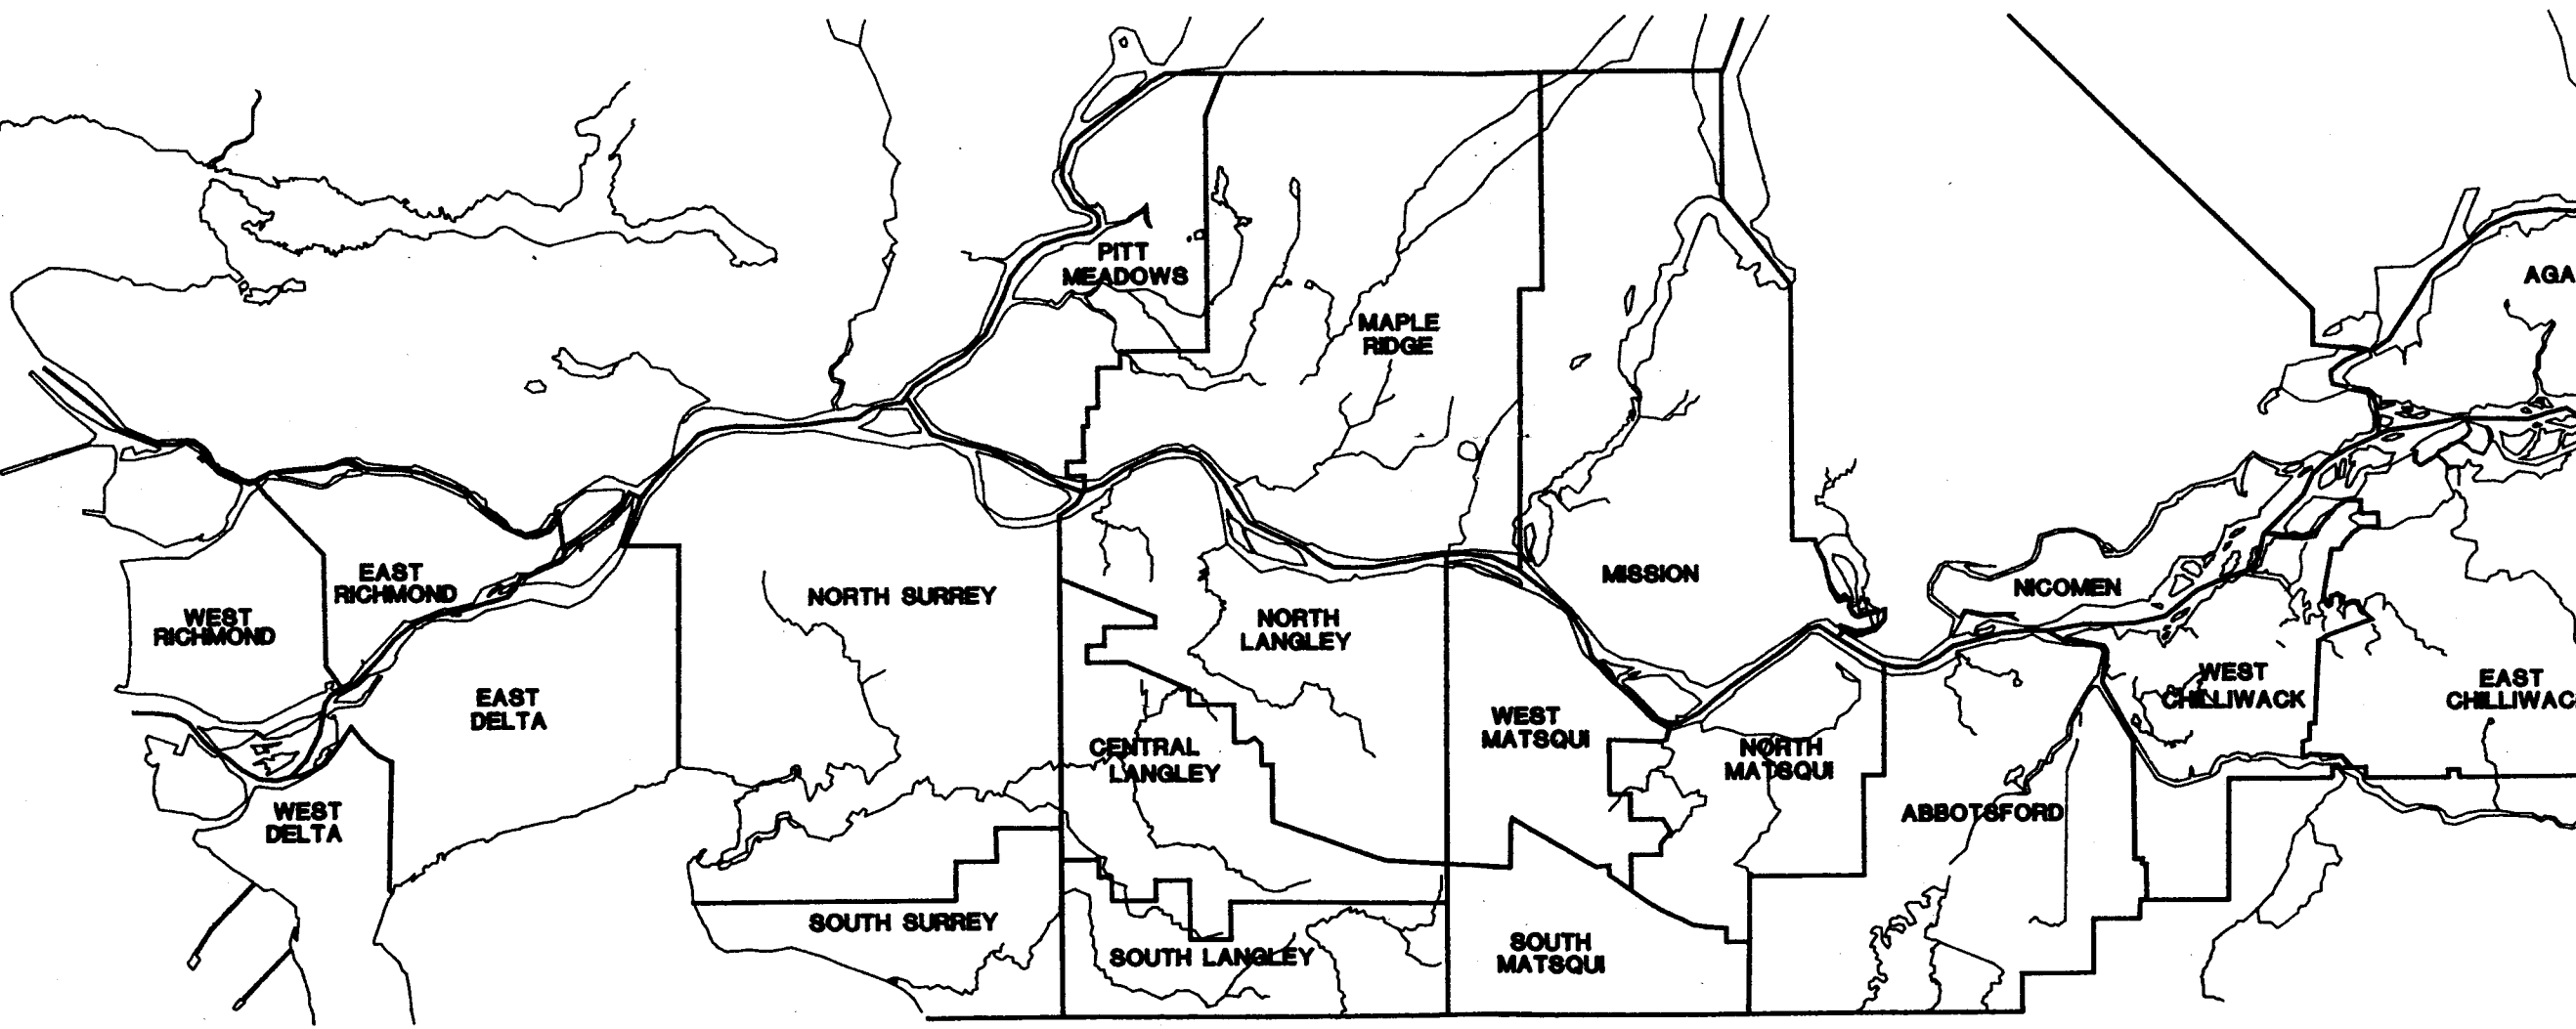 PITT
MEADOWS
AGA
MAPLE
RIDGE
EAST
RICHMOND
WEST
RICHMOND
NORTH SURREY
NORTH
LANGLEY
MISSION
NICOMEN
EAST
DELTA
WEST
MATSQUI
WEST
CHILLIWACK
EAST
CHILLIWAC
CENTRAL
LANGLEY
NORTH
MATSQUI
WEST
DELTA
ABBOTSFORD
SOUTH SURREY
SOUTH LANGLEY
SOUTH
MATSQUI